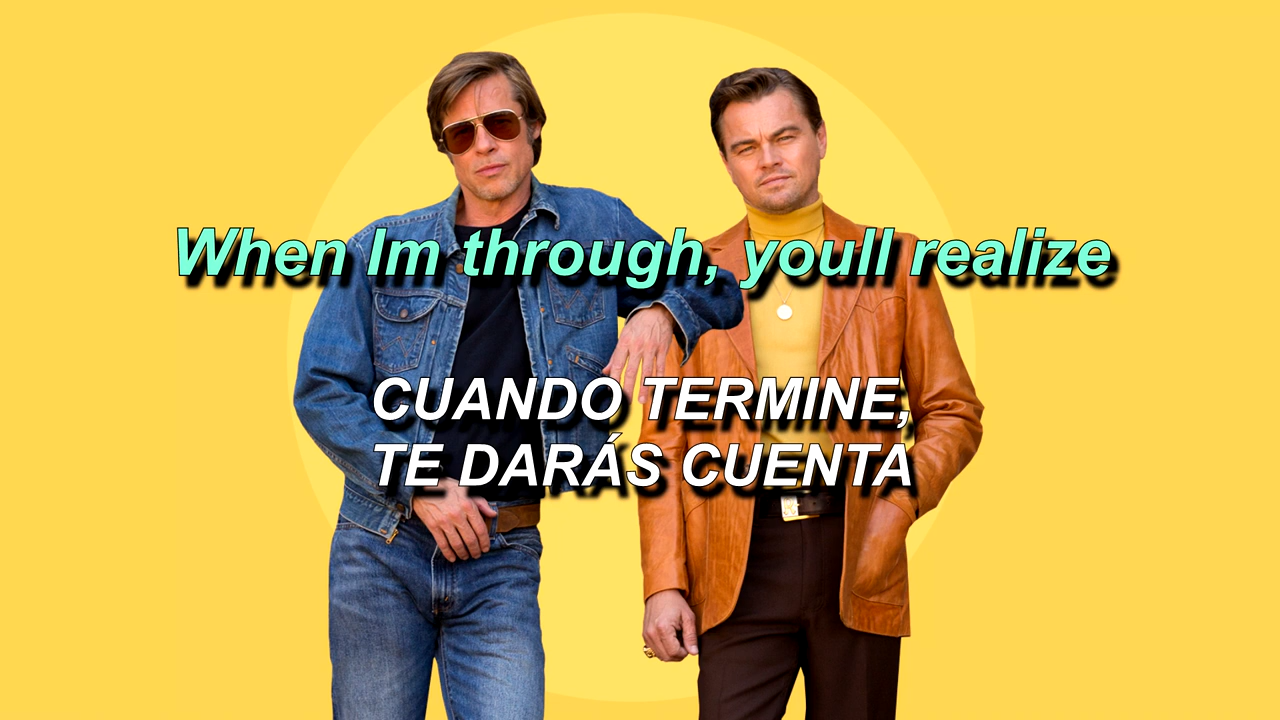 When Im through, youll realize
CUANDO TERMINE,
TE DARÁS CUENTA